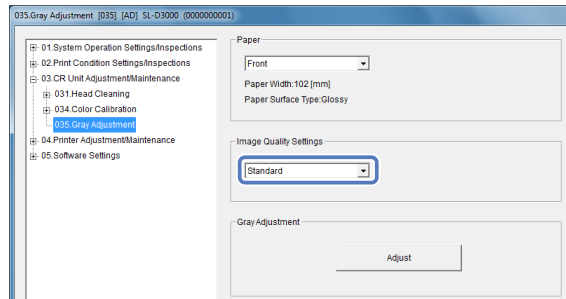 035.Gray Adjustment [035] [AD] SL-D3000 (0000000001)
01.System Operation Settings/Inspections
02.Print Condition Settings/Inspections
03.CR Unit Adjustment/Maintenance
031.Head Cleaning
034.Color Calibration
035.Gray Adjustment
04.Printer Adjustment/Maintenance
05.Software Settings
Paper
Front
Paper Width:102 [mm]
Paper Surface Type:Glossy
Image Quality Settings
Standard
Gray Adjustment
Adjust